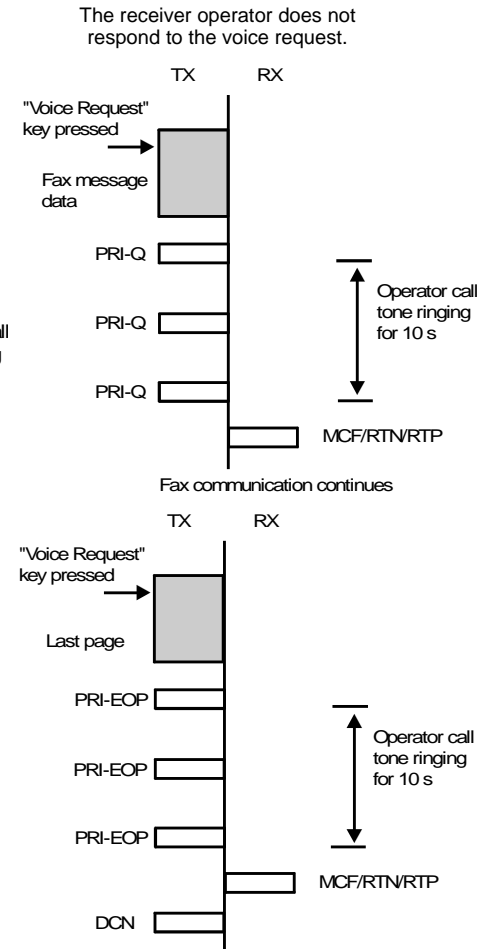 The receiver operator does not
respond to the voice request.
TX RX
"Voice Request"
key pressed
Fax message
data
PRI-Q
Operator call
tone ringing
for 10 s
PRI-Q
PRI-Q
MCF/RTN/RTP
Fax communication continues
TX RX
"Voice Request"
key pressed
Last page
PRI-EOP
Operator call
tone ringing
for 10 s
PRI-EOP
PRI-EOP
MCF/RTN/RTP
DCN